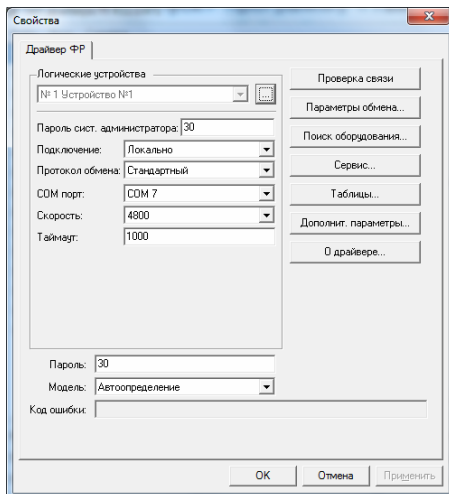 Свойства
Драйвер ФР
Логические устройства
№ 1 Устройство №1
...
Пароль сист. администратора: 30
Подключение: Локально
Протокол обмена: Стандартный
COM порт: COM 7
Скорость: 4800
Таймаут: 1000
Проверка связи
Параметры обмена...
Поиск оборудования...
Сервис...
Таблицы...
Дополнит. параметры...
О драйвере...
Пароль: 30
Модель: Автоопределение
Код ошибки:
OK
Отмена
Применить